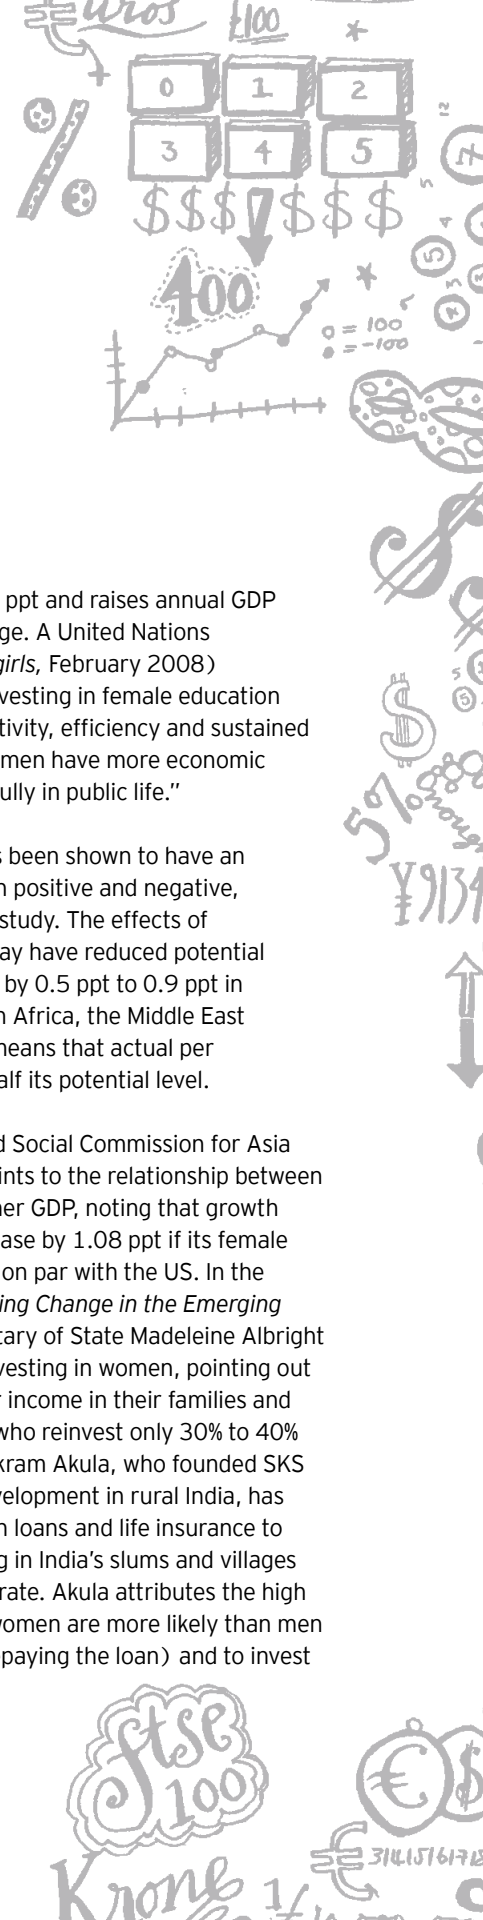 uros
£100
0 1 2
3 4 5
%
$ $ $ $ $ $
400
o = 100
● = -100
$
ppt and raises annual GDP
ge. A United Nations
girls, February 2008)
vesting in female education
tivity, efficiency and sustained
men have more economic
ully in public life.”
s been shown to have an
n positive and negative,
study. The effects of
ay have reduced potential
by 0.5 ppt to 0.9 ppt in
n Africa, the Middle East
means that actual per
alf its potential level.
d Social Commission for Asia
ints to the relationship between
her GDP, noting that growth
ase by 1.08 ppt if its female
on par with the US. In the
ing Change in the Emerging
tary of State Madeleine Albright
vesting in women, pointing out
r income in their families and
who reinvest only 30% to 40%
kram Akula, who founded SKS
velopment in rural India, has
n loans and life insurance to
g in India’s slums and villages
rate. Akula attributes the high
women are more likely than men
paying the loan) and to invest
$
5%
¥9134
Ftse
100
€ $
€
Krone